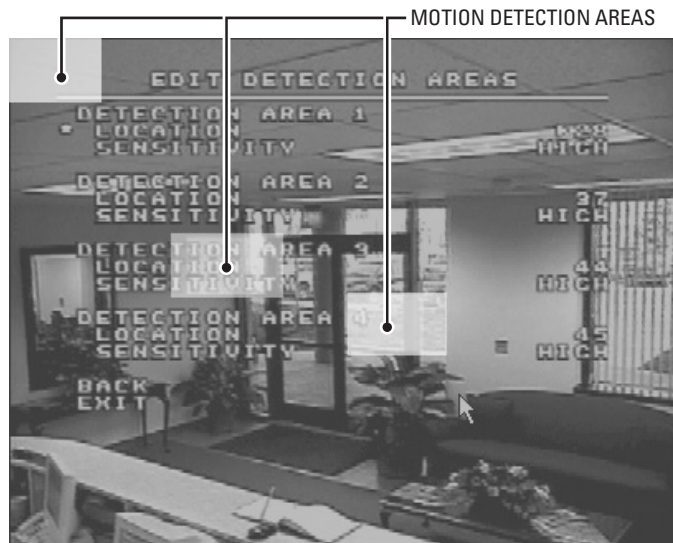 MOTION DETECTION AREAS
EDIT DETECTION AREAS
DETECTION AREA 1
* LOCATION
SENSITIVITY HIGH
DETECTION AREA 2
LOCATION 37
SENSITIVITY HIGH
DETECTION AREA 3
LOCATION 44
SENSITIVITY HIGH
DETECTION AREA 4
LOCATION 45
SENSITIVITY HIGH
BACK
EXIT